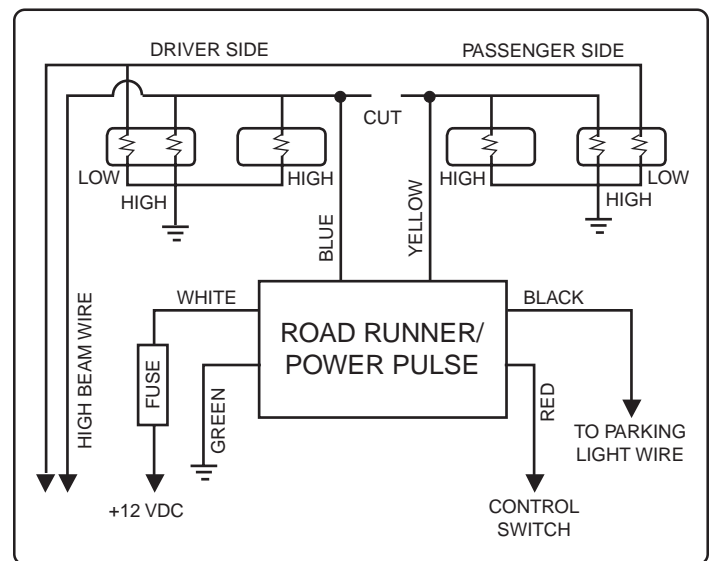 DRIVER SIDE
PASSENGER SIDE
CUT
LOW
HIGH
HIGH
HIGH
HIGH
LOW
BLUE
YELLOW
HIGH BEAM WIRE
WHITE
FUSE
GREEN
+12 VDC
ROAD RUNNER/
POWER PULSE
BLACK
RED
TO PARKING
LIGHT WIRE
CONTROL
SWITCH